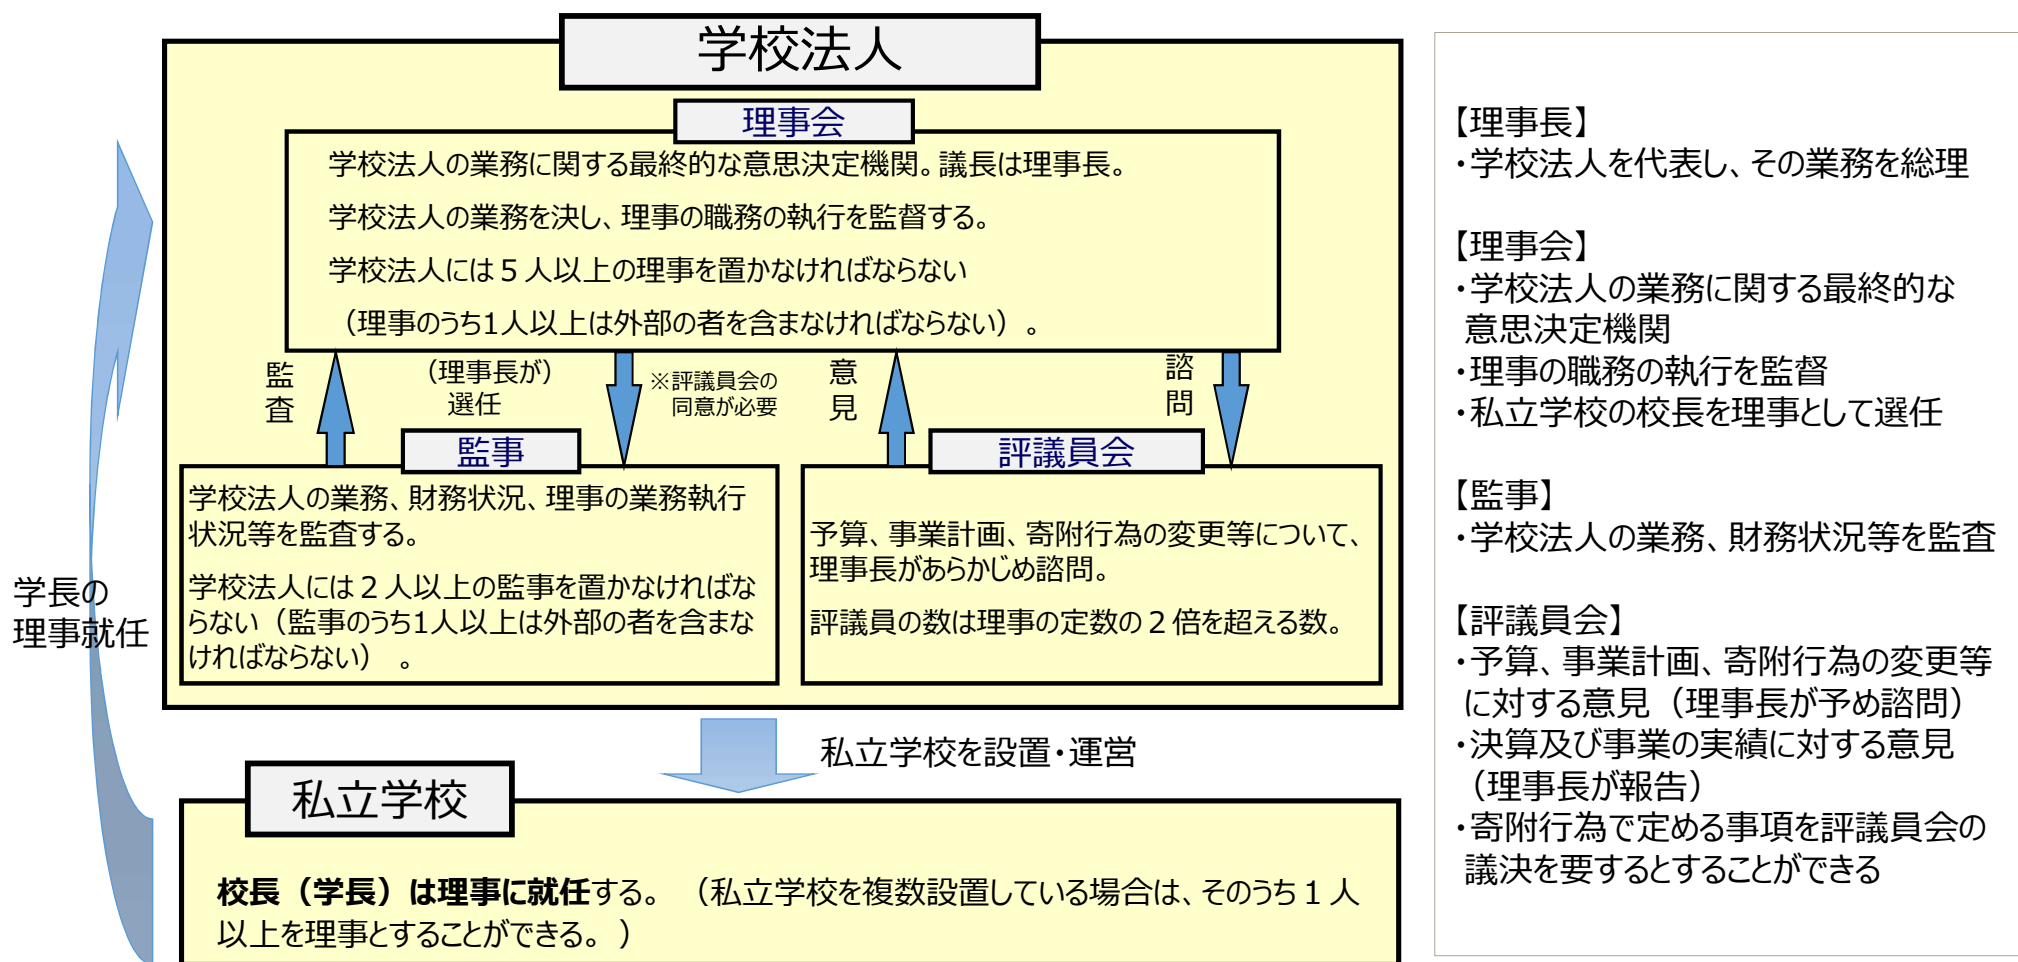 学校法人
理事会
学校法人の業務に関する最終的な意思決定機関。議長は理事長。
学校法人の業務を決し、理事の職務の執行を監督する。
学校法人には５人以上の理事を置かなければならない
（理事のうち1人以上は外部の者を含まなければならない）。
監査
（理事長が）
選任
※評議員会の
同意が必要
意見
諮問
監事
学校法人の業務、財務状況、理事の業務執行
状況等を監査する。
学校法人には２人以上の監事を置かなければな
らない（監事のうち1人以上は外部の者を含まな
ければならない）。
評議員会
予算、事業計画、寄附行為の変更等について、
理事長があらかじめ諮問。
評議員の数は理事の定数の２倍を超える数。
学長の
理事就任
私立学校を設置・運営
私立学校
校長（学長）は理事に就任する。（私立学校を複数設置している場合は、そのうち１人
以上を理事とすることができる。）
【理事長】
・学校法人を代表し、その業務を総理
【理事会】
・学校法人の業務に関する最終的な
意思決定機関
・理事の職務の執行を監督
・私立学校の校長を理事として選任
【監事】
・学校法人の業務、財務状況等を監査
【評議員会】
・予算、事業計画、寄附行為の変更等
に対する意見（理事長が予め諮問）
・決算及び事業の実績に対する意見
（理事長が報告）
・寄附行為で定める事項を評議員会の
議決を要するとすることができる